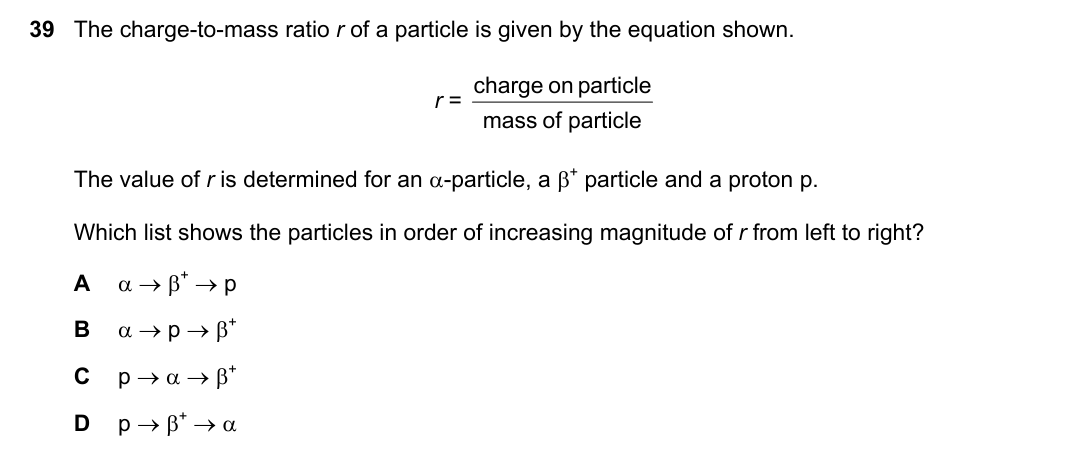 39 The charge-to-mass ratio r of a particle is given by the equation shown.
r = charge on particle / mass of particle
The value of r is determined for an α-particle, a β⁺ particle and a proton p.
Which list shows the particles in order of increasing magnitude of r from left to right?
A α → β⁺ → p
B α → p → β⁺
C p → α → β⁺
D p → β⁺ → α